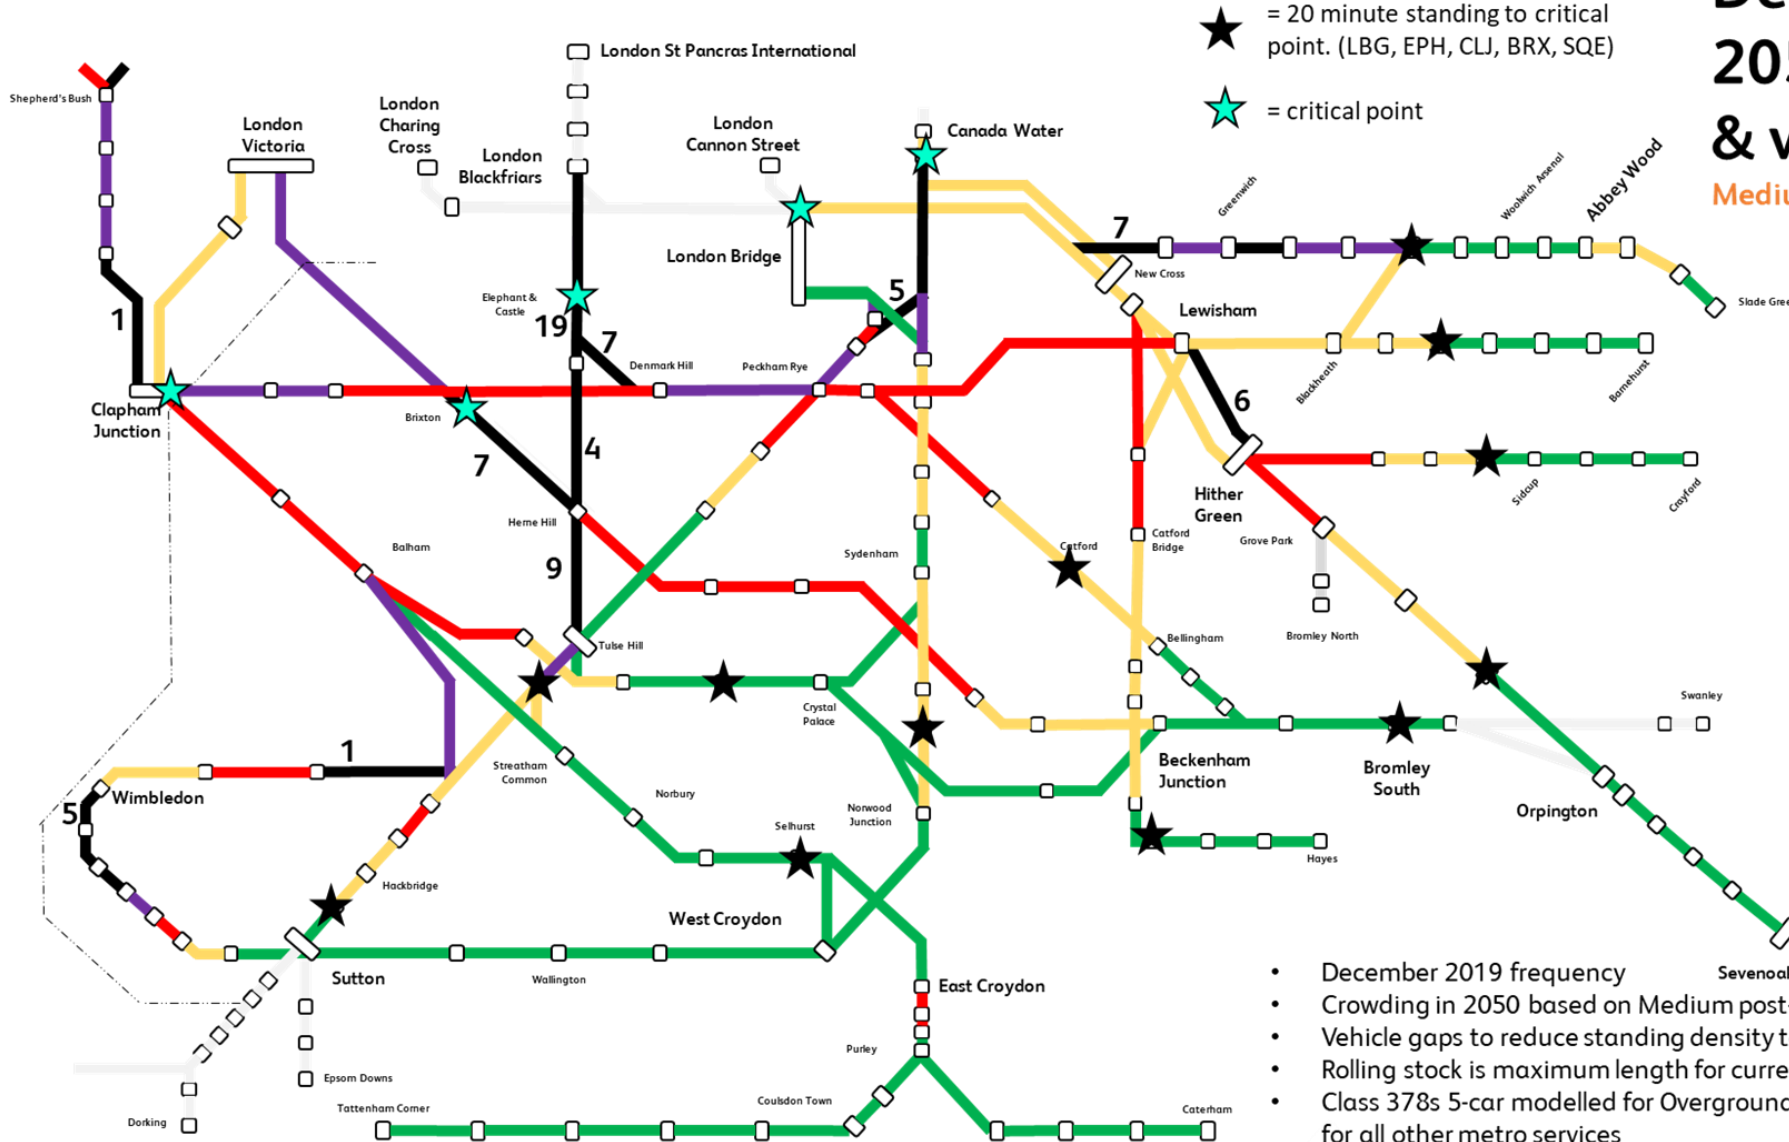 = 20 minute standing to critical
point. (LBG, EPH, CLJ, BRX, SQE)
= critical point
205
& v
Mediu
London St Pancras International
Shepherd's Bush
London
Victoria
London
Charing
Cross
London
Blackfriars
London
Cannon Street
Canada Water
Greenwich
Woolwich Arsenal
Abbey Wood
7
New Cross
Slade Gree
London Bridge
5
Elephant &
Castle
19
7
1
Lewisham
Denmark Hill
Peckham Rye
Blackheath
Barnehurst
Clapham
Junction
Brixton
6
7
4
Hither
Green
Sidcup
Crayford
Herne Hill
Balham
9
Sydenham
Catford
Catford
Bridge
Grove Park
Bromley North
Tulse Hill
Bellingham
Crystal
Palace
Swanley
1
Streatham
Common
Beckenham
Junction
Bromley
South
Wimbledon
5
Norbury
Norwood
Junction
Orpington
Selhurst
Hayes
Hackbridge
West Croydon
Sutton
Wallington
East Croydon
Sevenoal
• December 2019 frequency
• Crowding in 2050 based on Medium post-
• Vehicle gaps to reduce standing density t
• Rolling stock is maximum length for curre
• Class 378s 5-car modelled for Overground
for all other metro services
Purley
Epsom Downs
Coulsdon Town
Tattenham Corner
Caterham
Dorking